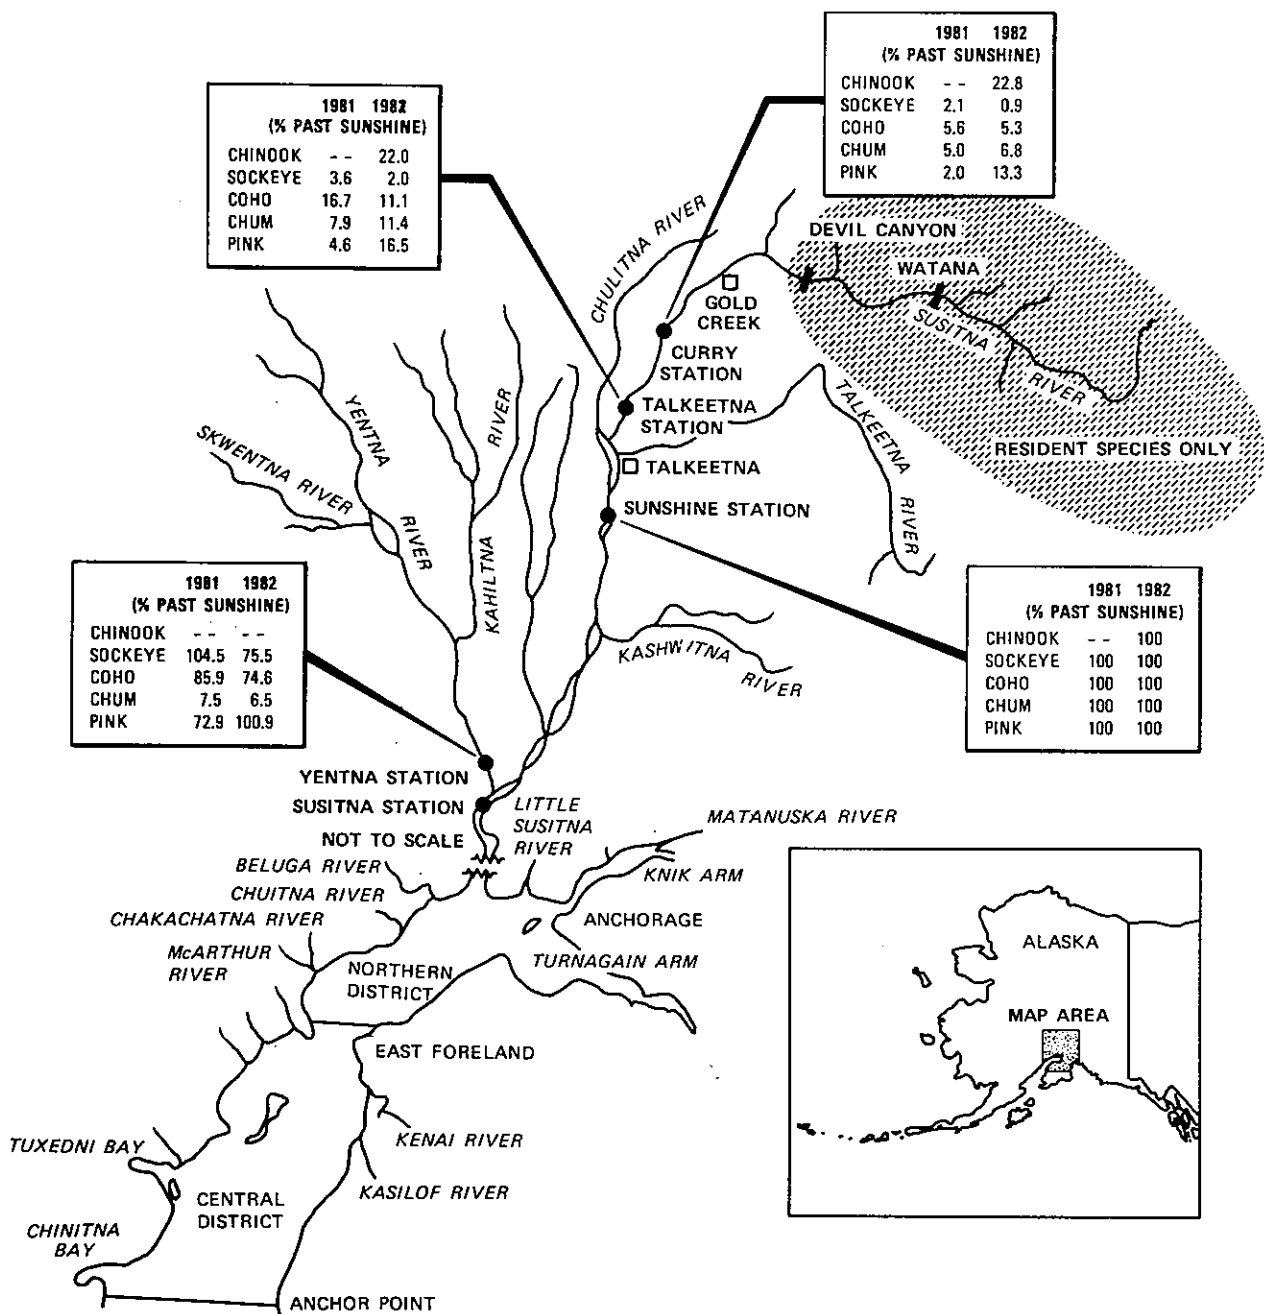 1981 1982
(% PAST SUNSHINE)
CHINOOK -- 22.8
SOCKEYE 2.1 0.9
COHO 5.6 5.3
CHUM 5.0 6.8
PINK 2.0 13.3
1981 1982
(% PAST SUNSHINE)
CHINOOK -- 22.0
SOCKEYE 3.6 2.0
COHO 16.7 11.1
CHUM 7.9 11.4
PINK 4.6 16.5
CHULITNA RIVER
DEVIL CANYON
WATANA
SUSITNA
RIVER
RESIDENT SPECIES ONLY
GOLD
CREEK
CURRY
STATION
TALKEETNA
STATION
TALKEETNA
RIVER
TALKEETNA
SUNSHINE STATION
YENTNA
RIVER
SKWENTNA RIVER
KAHILTNA
RIVER
KASHWITNA
RIVER
1981 1982
(% PAST SUNSHINE)
CHINOOK -- --
SOCKEYE 104.5 75.5
COHO 85.9 74.6
CHUM 7.5 6.5
PINK 72.9 100.9
1981 1982
(% PAST SUNSHINE)
CHINOOK -- 100
SOCKEYE 100 100
COHO 100 100
CHUM 100 100
PINK 100 100
YENTNA STATION
SUSITNA STATION
NOT TO SCALE
LITTLE
SUSITNA
RIVER
MATANUSKA RIVER
BELUGA RIVER
KNIK ARM
CHUITNA RIVER
CHAKACHATNA RIVER
ANCHORAGE
McARTHUR
RIVER
TURNAGAIN ARM
NORTHERN
DISTRICT
EAST FORELAND
KENAI RIVER
TUXEDNI BAY
KASILOF RIVER
CENTRAL
DISTRICT
CHINITNA
BAY
ANCHOR POINT
ALASKA
MAP AREA